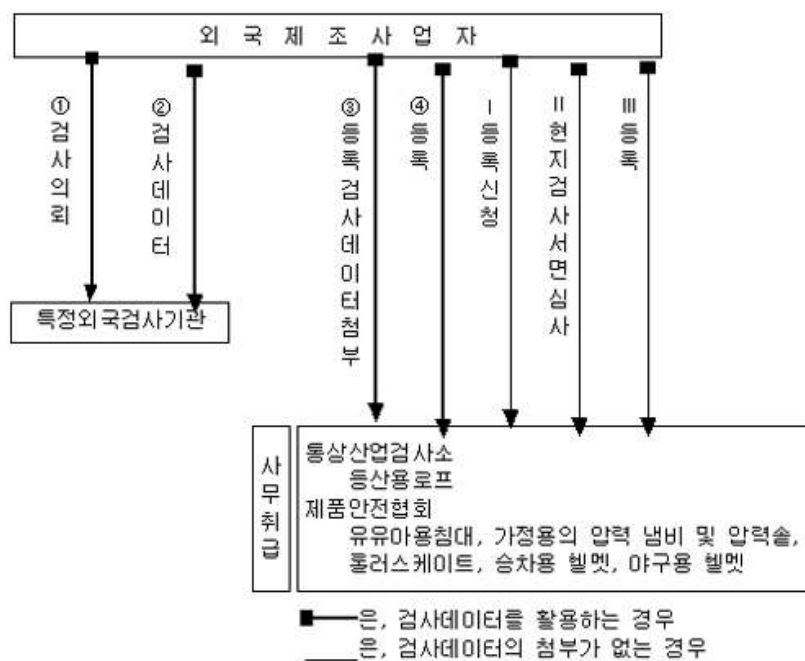 외 국 제 조 사 업 자
① 검사의뢰
② 검사데이터
③ 등록검사데이터첨부
④ 등록
I 등록신청
II 현지검사서면심사
III 등록
특정외국검사기관
사무취급
통상산업검사소
등산용로프
제품안전협회
유유아용침대, 가정용의 압력 냄비 및 압력솥,
롤러스케이트, 승차용 헬멧, 야구용 헬멧
은, 검사데이터를 활용하는 경우
은, 검사데이터의 첨부가 없는 경우